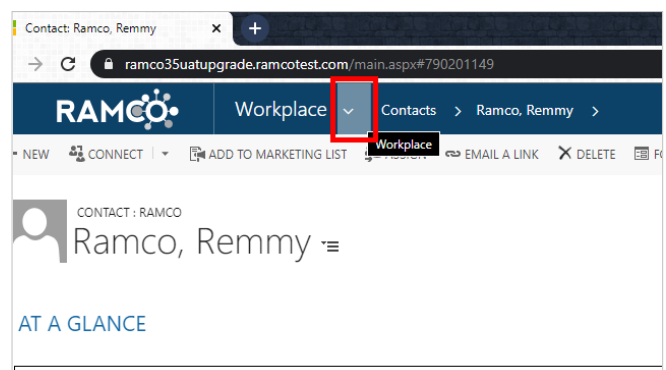 Contact: Ramco, Remmy
ramco35uatupgrade.ramcotest.com/main.aspx#790201149
RAMCO Workplace Contacts > Ramco, Remmy >
NEW CONNECT ADD TO MARKETING LIST EMAIL A LINK DELETE
Workplace
CONTACT : RAMCO
Ramco, Remmy
AT A GLANCE